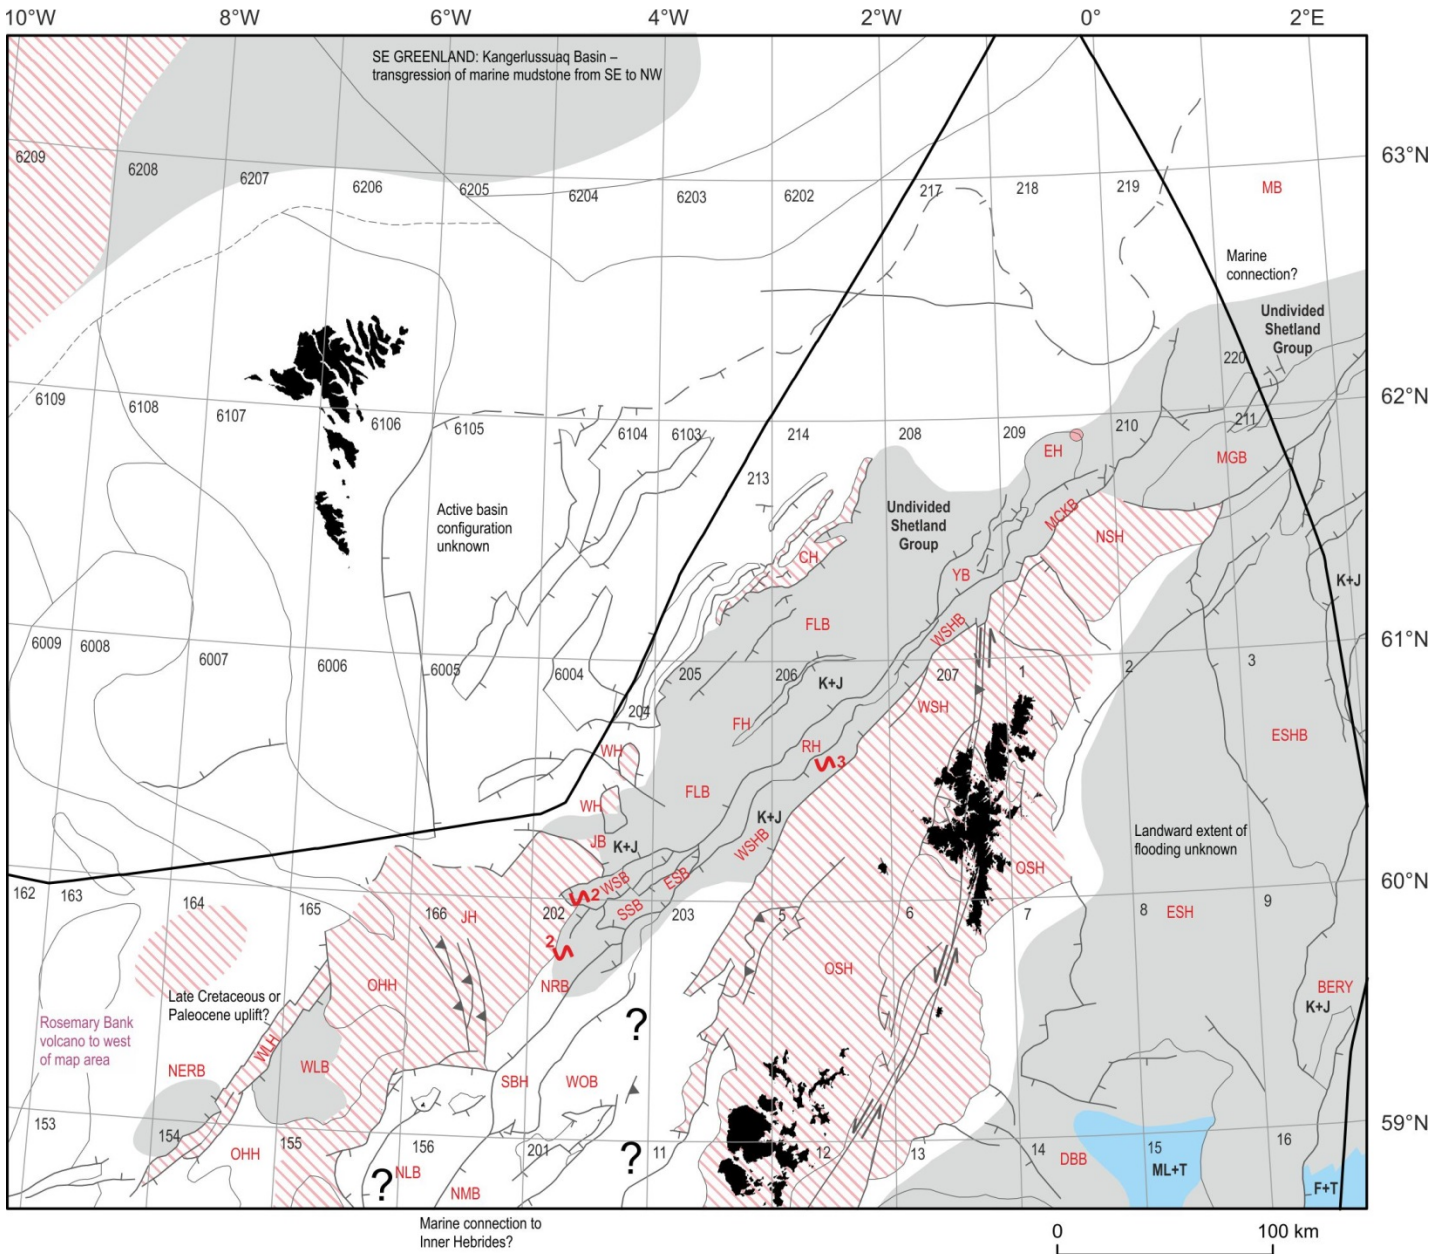 10°W 8°W 6°W 4°W 2°W 0° 2°E
SE GREENLAND: Kangerlussuaq Basin –
transgression of marine mudstone from SE to NW
63°N
6209 6208 6207 6206 6205 6204 6203 6202 217 218 219 MB
Marine
connection?
Undivided
Shetland
Group
220
62°N
6109 6108 6107 6106 6105 6104 6103 214 208 209 210 211
EH MGB
213
Active basin
configuration
unknown
Undivided
Shetland
Group
MCKB NSH
CH YB K+J
FLB WSHB
61°N
6009 6008 6007 6006 6005 6004 205 206 K+J 207 1 2 3
204 FH WSH
WH RH 3 ESHB
WH FLB
JB K+J K+J WSHB
Landward extent of
flooding unknown
OSH
60°N
162 163 164 165 166 JH 202 2 WSB ESB SSB 203 5 6 7 8 ESH 9
2
OHH NRB OSH BERY
K+J
Late Cretaceous or
Paleocene uplift?
Rosemary Bank
volcano to west
of map area
?
WLH
NERB WLB SBH WOB
59°N
153 154 155 156 201 11 12 13 14 15 16
OHH ? NLB NMB ? DBB ML+T F+T
Marine connection to
Inner Hebrides?
0 100 km